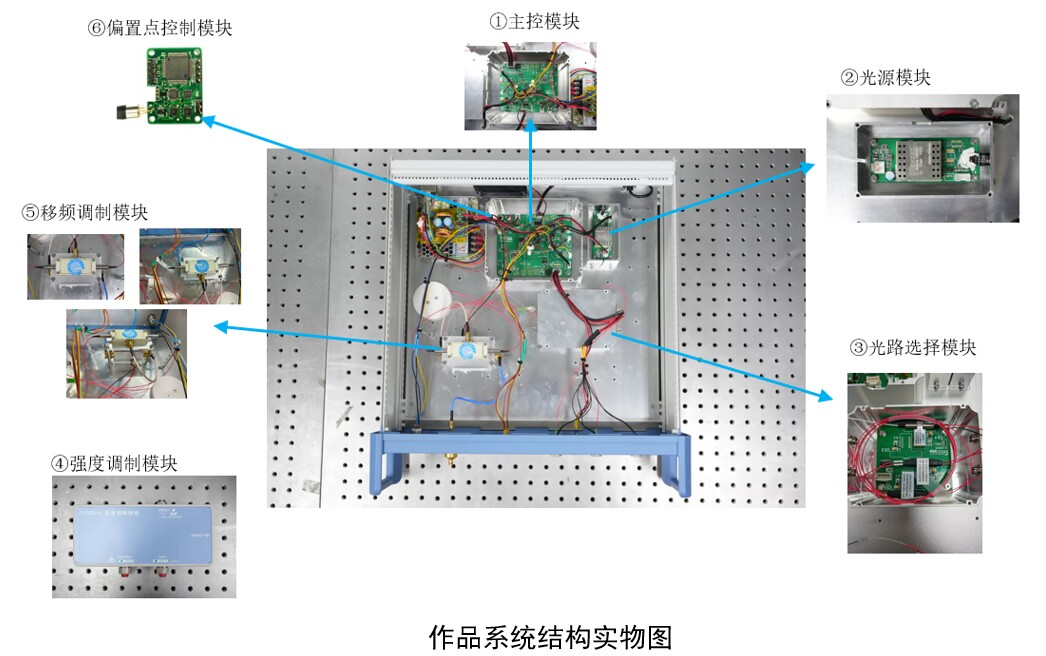 ①主控模块
⑥偏置点控制模块
②光源模块
⑤移频调制模块
③光路选择模块
④强度调制模块
作品系统结构实物图